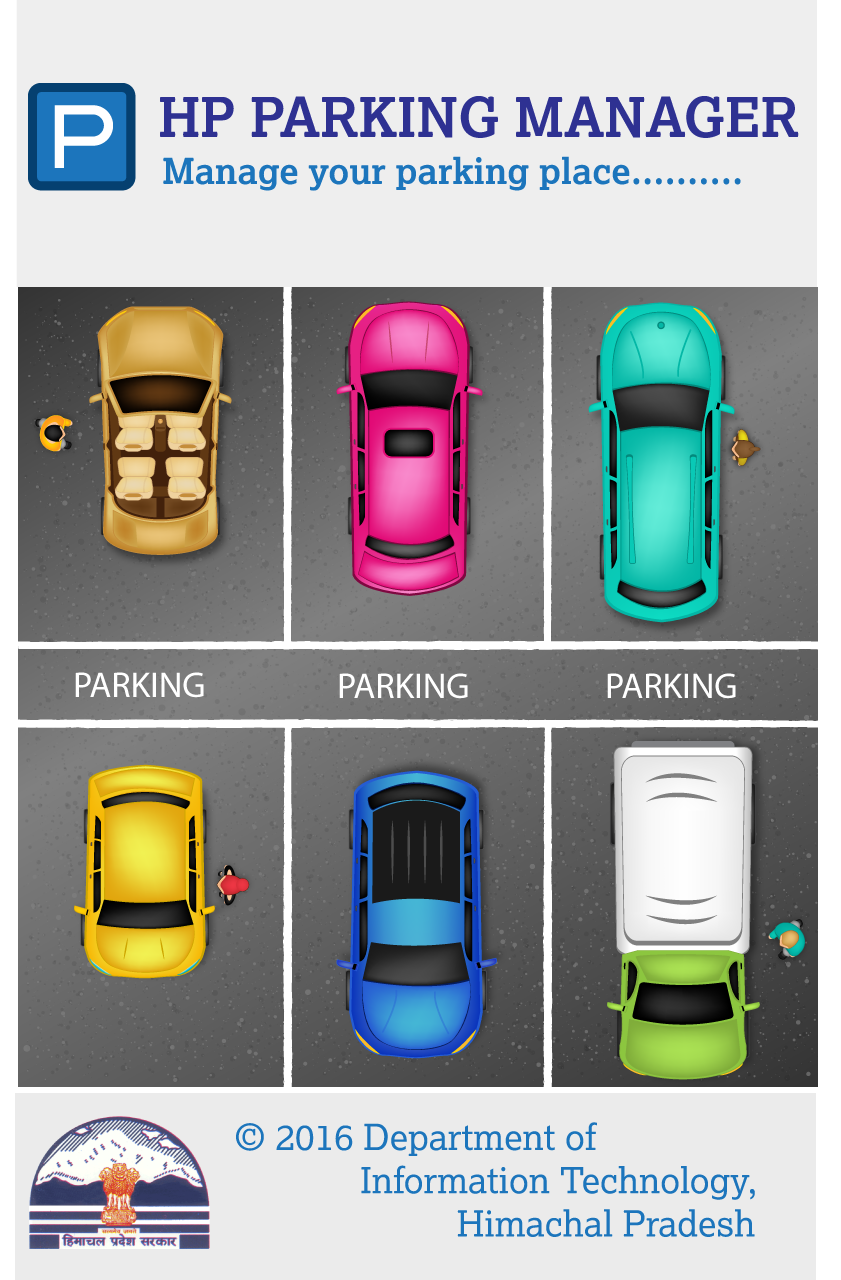 P
HP PARKING MANAGER
Manage your parking place..........
PARKING PARKING PARKING
© 2016 Department of
Information Technology,
Himachal Pradesh
सत्यमेव जयते
हिमाचल प्रदेश सरकार